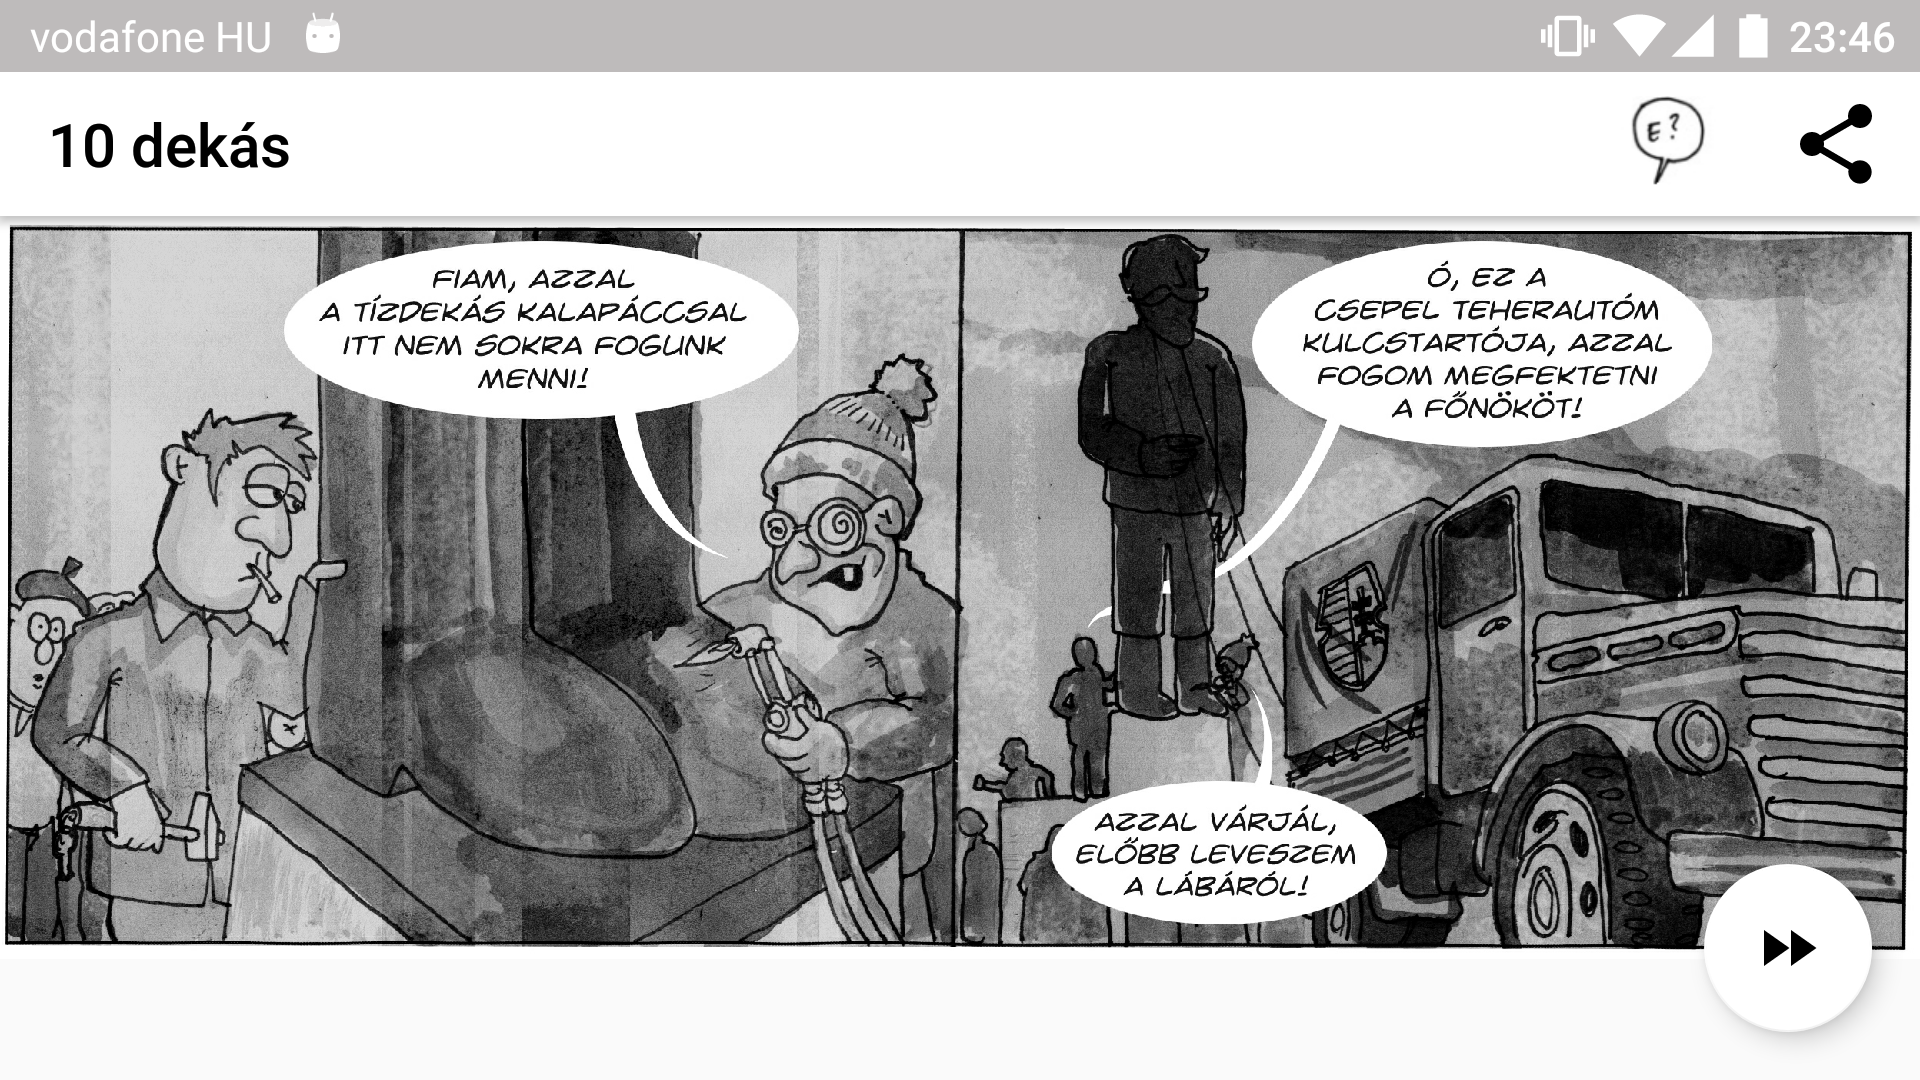 vodafone HU
23:46
10 dekás
E?
FIAM, AZZAL
A TÍZDEKÁS KALAPÁCCSAL
ITT NEM SOKRA FOGUNK
MENNI!
Ó, EZ A
CSEPEL TEHERAUTÓM
KULCSTARTÓJA, AZZAL
FOGOM MEGFEKTETNI
A FŐNÖKÖT!
AZZAL VÁRJÁL,
ELŐBB LEVESZEM
A LÁBÁRÓL!